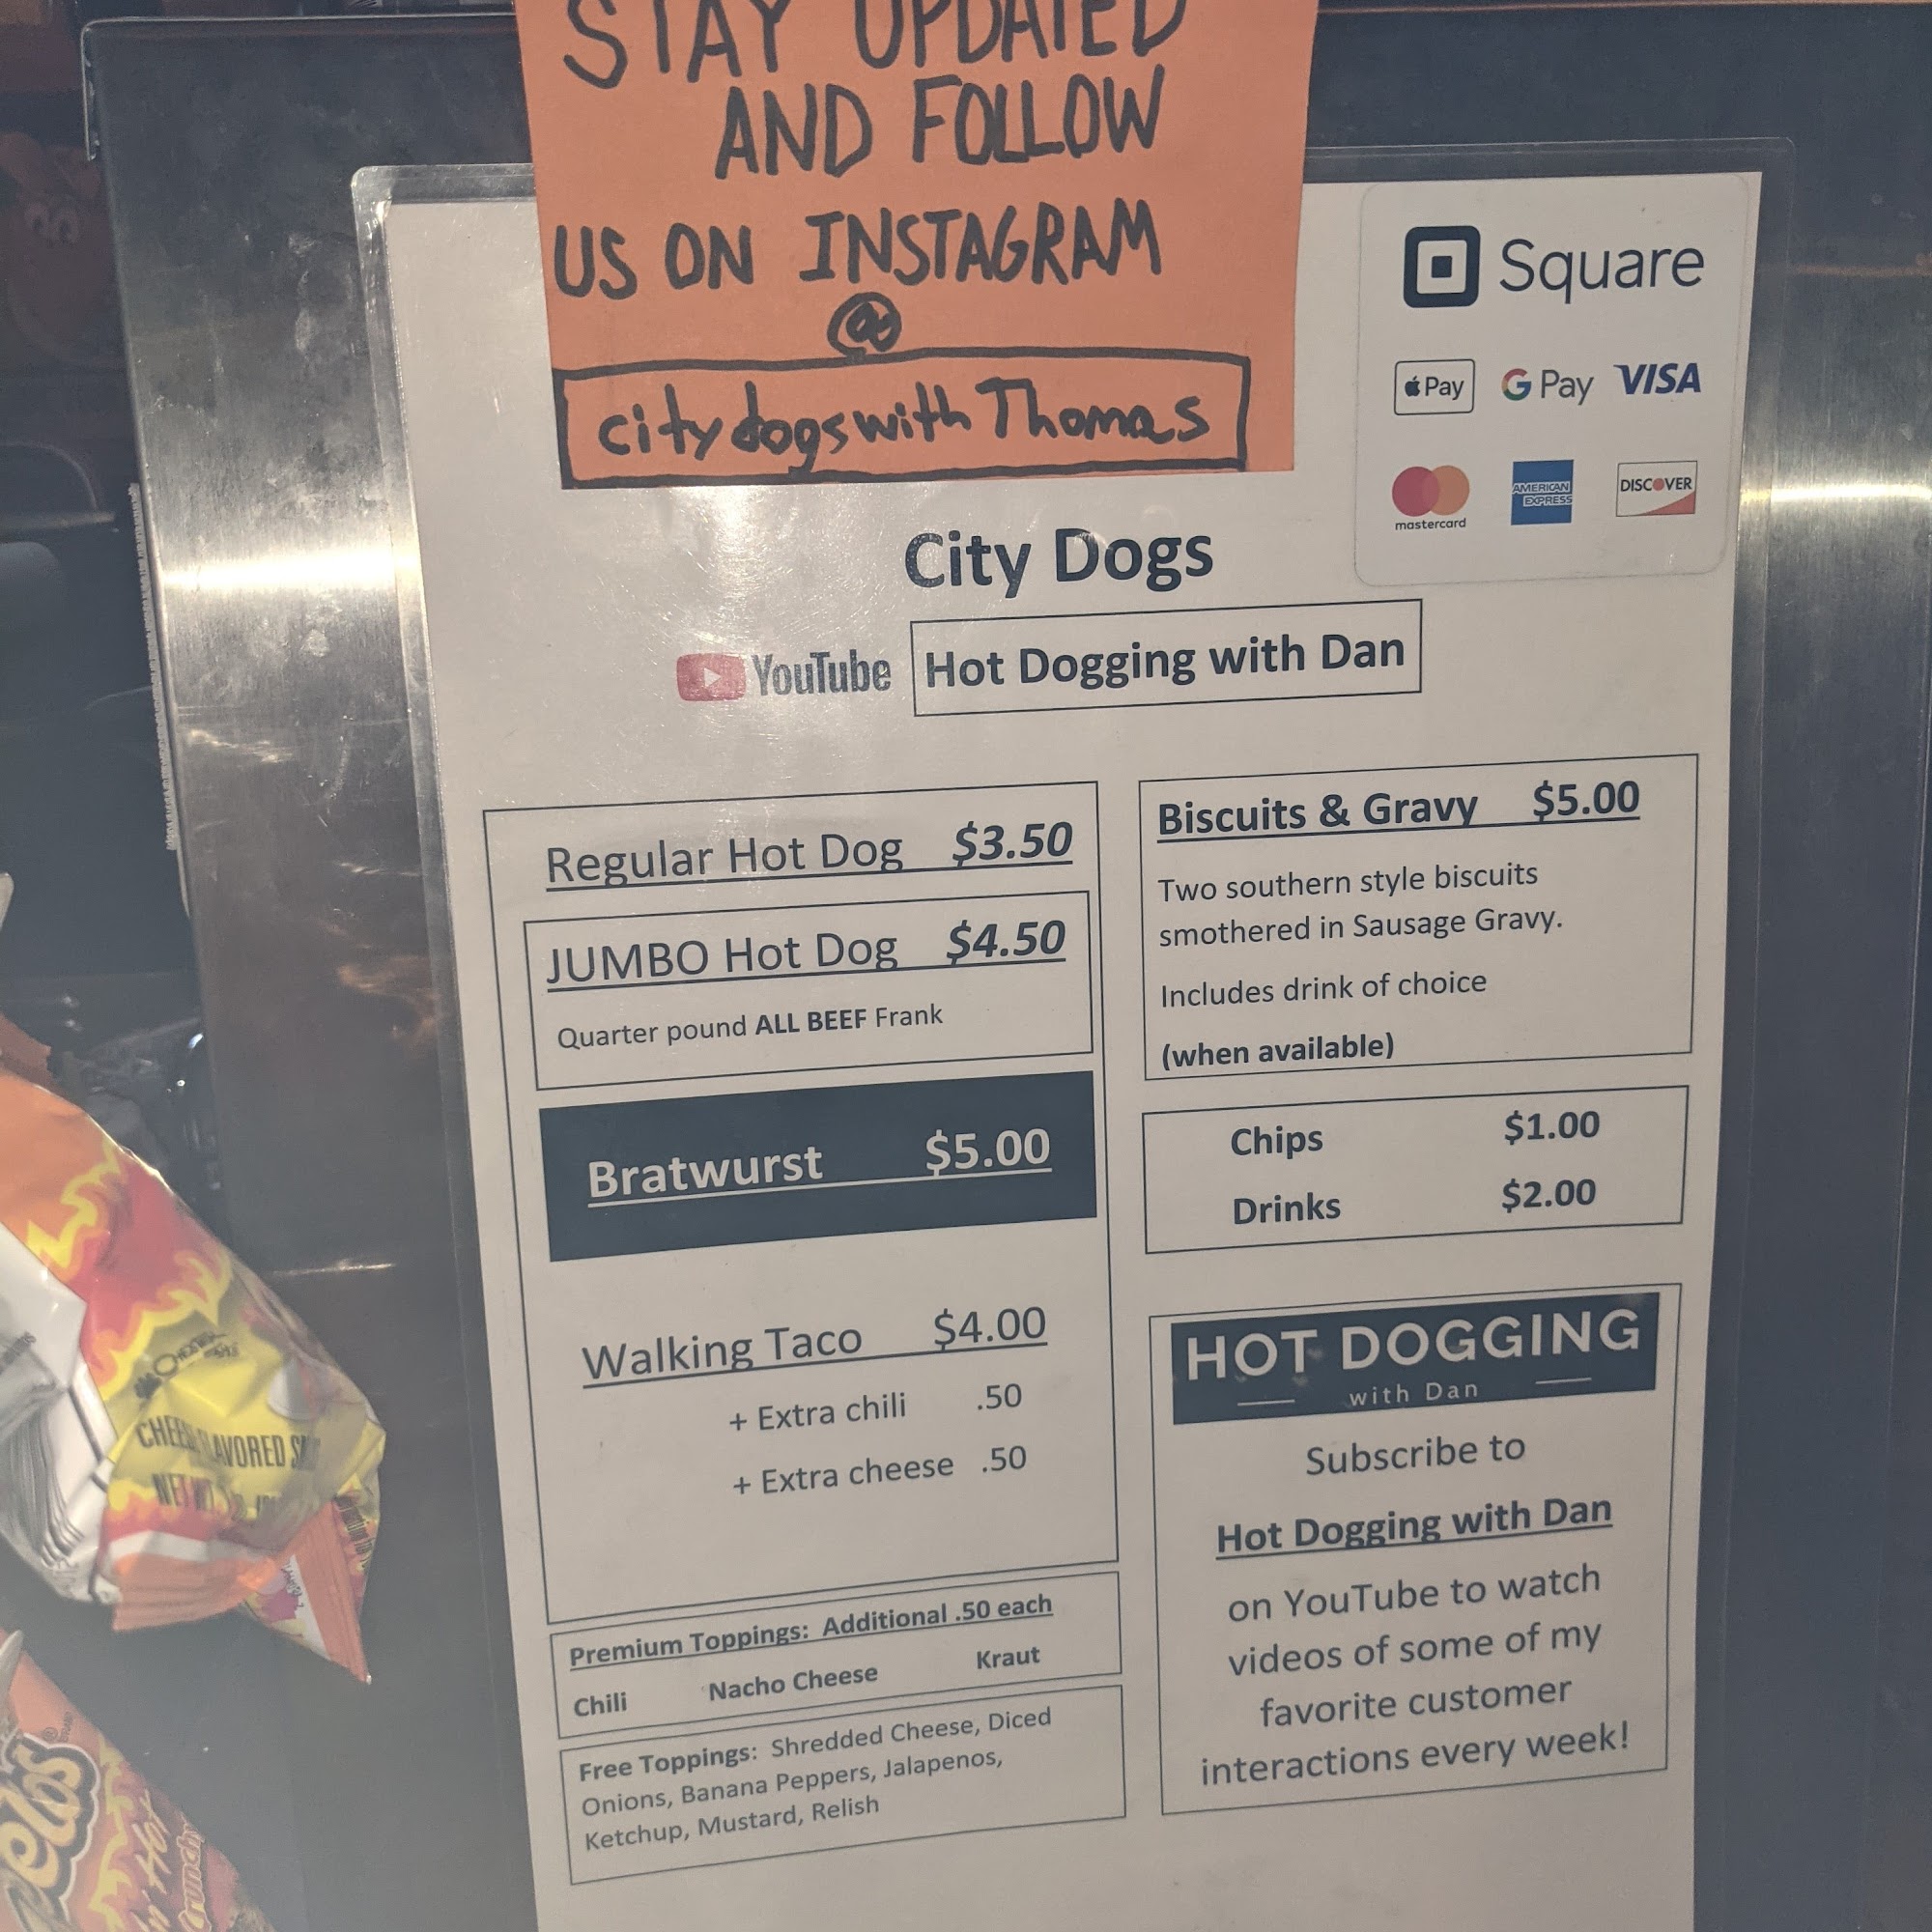 STAY UPDATED
AND FOLLOW
US ON INSTAGRAM
@
citydogswithThomas
Square
Pay
G Pay
VISA
mastercard
AMERICAN
EXPRESS
DISCOVER
City Dogs
YouTube Hot Dogging with Dan
Regular Hot Dog $3.50
JUMBO Hot Dog $4.50
Quarter pound ALL BEEF Frank
Bratwurst $5.00
Walking Taco $4.00
+ Extra chili .50
+ Extra cheese .50
Premium Toppings: Additional .50 each
Chili Nacho Cheese Kraut
Free Toppings: Shredded Cheese, Diced
Onions, Banana Peppers, Jalapenos,
Ketchup, Mustard, Relish
Biscuits & Gravy $5.00
Two southern style biscuits
smothered in Sausage Gravy.
Includes drink of choice
(when available)
Chips $1.00
Drinks $2.00
HOT DOGGING
with Dan
Subscribe to
Hot Dogging with Dan
on YouTube to watch
videos of some of my
favorite customer
interactions every week!
NET WT
Hot
Crunchy